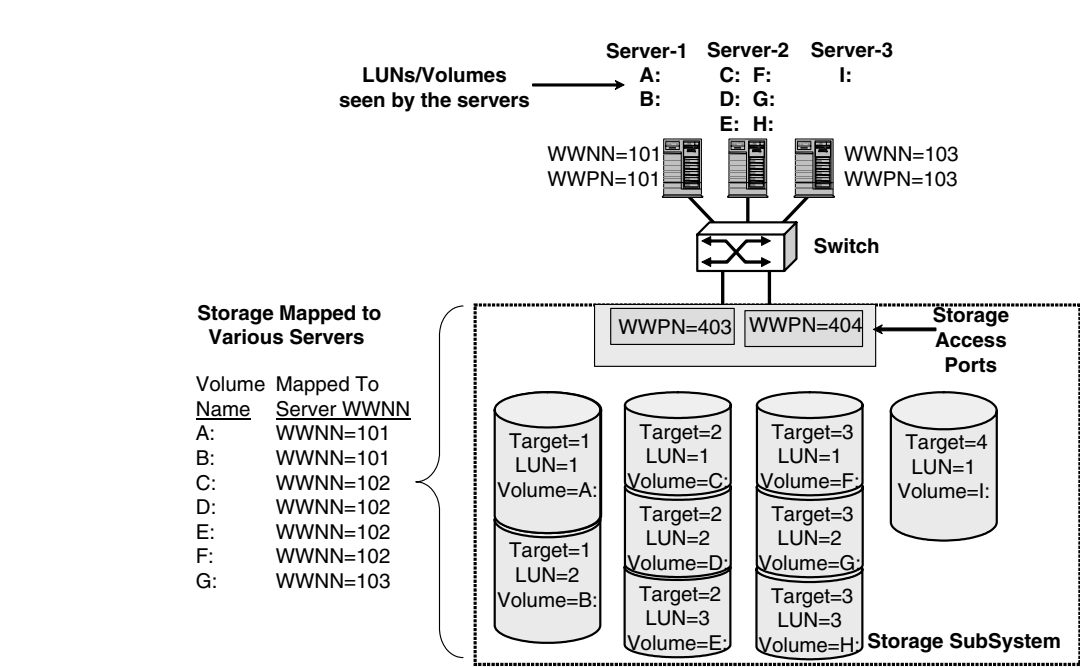 Server-1 Server-2 Server-3
LUNs/Volumes
seen by the servers
A:
B:
C: F:
D: G:
E: H:
I:
WWNN=101
WWPN=101
WWNN=103
WWPN=103
Switch
Storage Mapped to
Various Servers
Volume Mapped To
Name Server WWNN
A: WWNN=101
B: WWNN=101
C: WWNN=102
D: WWNN=102
E: WWNN=102
F: WWNN=102
G: WWNN=103
WWPN=403
WWPN=404
Storage
Access
Ports
Target=1
LUN=1
Volume=A:
Target=1
LUN=2
Volume=B:
Target=2
LUN=1
Volume=C:
Target=2
LUN=2
Volume=D:
Target=2
LUN=3
Volume=E:
Target=3
LUN=1
Volume=F:
Target=3
LUN=2
Volume=G:
Target=3
LUN=3
Volume=H:
Target=4
LUN=1
Volume=I:
Storage SubSystem